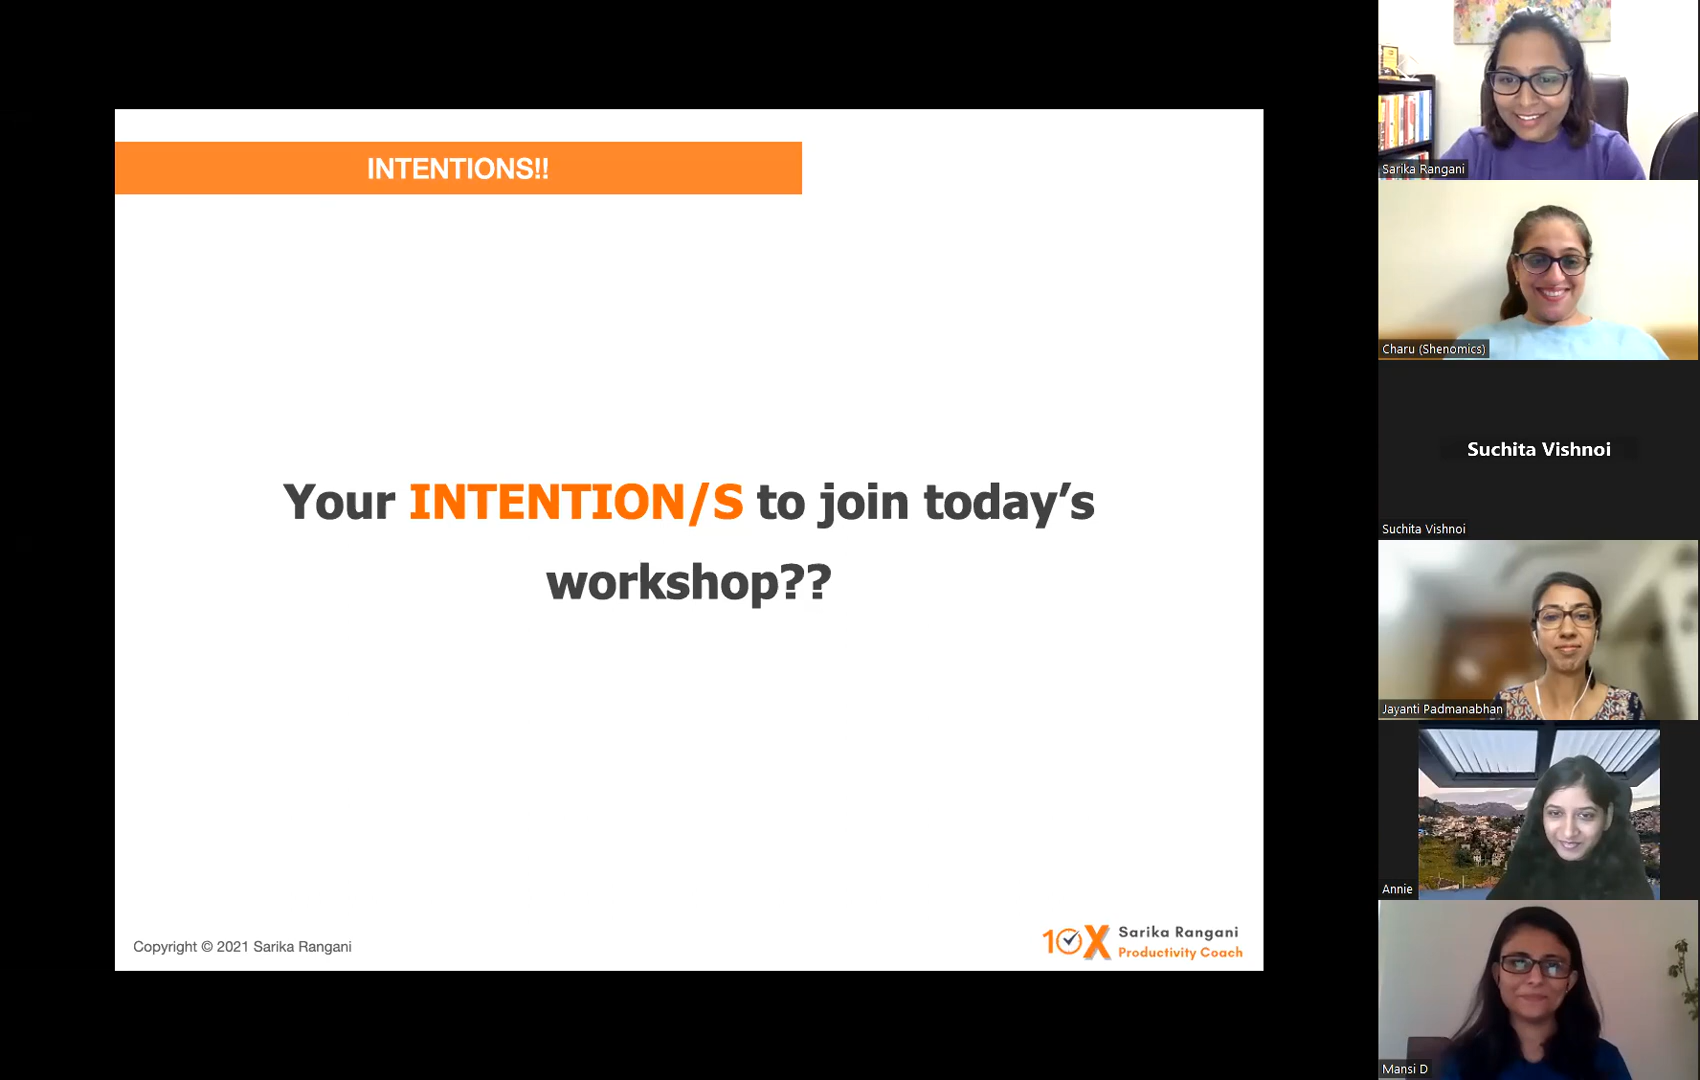 INTENTIONS!!
Your INTENTION/S to join today’s
workshop??
Copyright © 2021 Sarika Rangani
10X
Sarika Rangani
Productivity Coach
Sarika Rangani
Charu (Shenomics)
Suchita Vishnoi
Suchita Vishnoi
Jayanti Padmanabhan
Annie
Mansi D